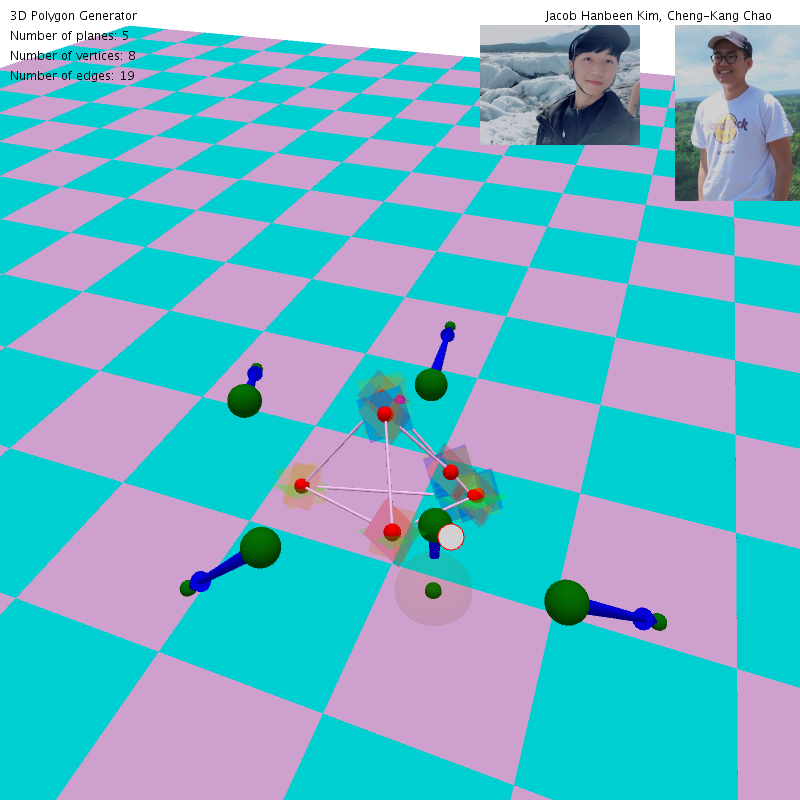 3D Polygon Generator
Jacob Hanbeen Kim, Cheng-Kang Chao
Number of planes: 5
Number of vertices: 8
Number of edges: 19